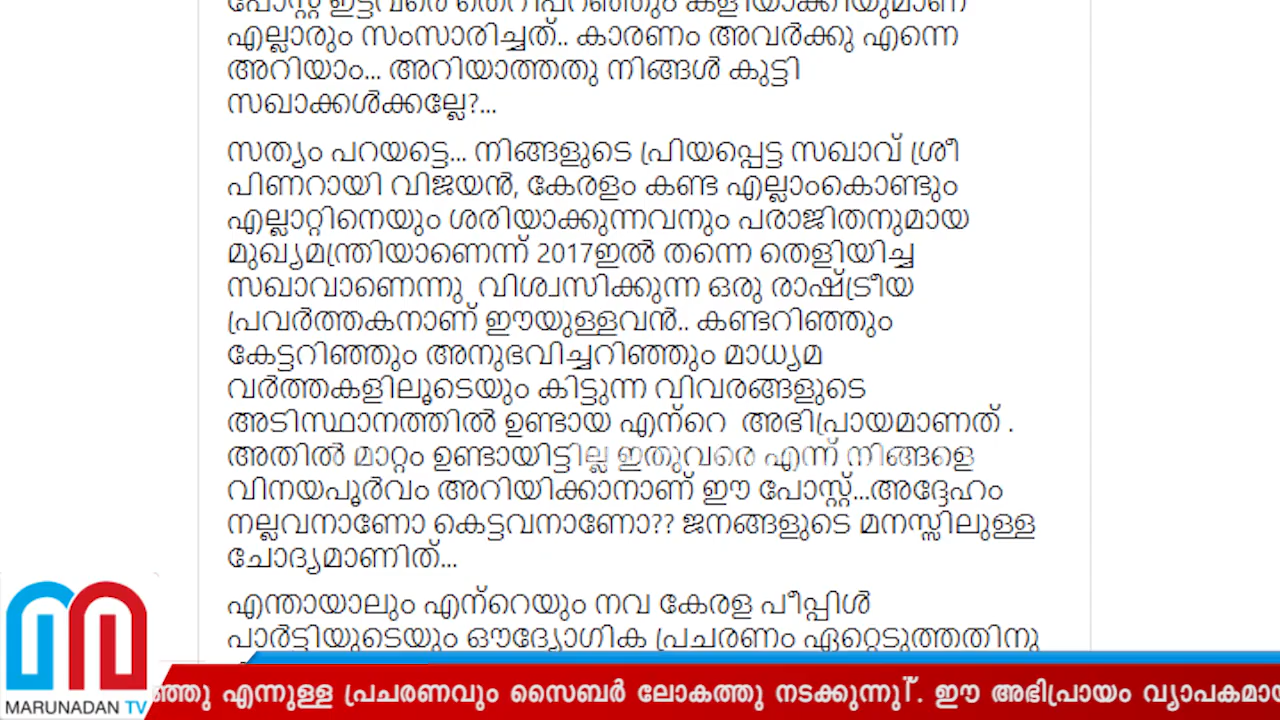 പോസ്റ്റ് ഇട്ടവരെ തെറിപറഞ്ഞും കളിയാക്കിയുമാണ്
എല്ലാരും സംസാരിച്ചത്.. കാരണം അവർക്കു എന്നെ
അറിയാം... അറിയാത്തതു നിങ്ങൾ കുട്ടി
സഖാക്കൾക്കല്ലേ?...
സത്യം പറയട്ടെ... നിങ്ങളുടെ പ്രിയപ്പെട്ട സഖാവ് ശ്രീ
പിണറായി വിജയൻ, കേരളം കണ്ട എല്ലാംകൊണ്ടും
എല്ലാറ്റിനെയും ശരിയാക്കുന്നവനും പരാജിതനുമായ
മുഖ്യമന്ത്രിയാണെന്ന് 2017ഇൽ തന്നെ തെളിയിച്ച
സഖാവാണെന്നു വിശ്വസിക്കുന്ന ഒരു രാഷ്ട്രീയ
പ്രവർത്തകനാണ് ഈയുള്ളവൻ.. കണ്ടറിഞ്ഞും
കേട്ടറിഞ്ഞും അനുഭവിച്ചറിഞ്ഞും മാധ്യമ
വർത്തകളിലൂടെയും കിട്ടുന്ന വിവരങ്ങളുടെ
അടിസ്ഥാനത്തിൽ ഉണ്ടായ എന്റെ അഭിപ്രായമാണത് .
അതിൽ മാറ്റം ഉണ്ടായിട്ടില്ല ഇതുവരെ എന്ന് നിങ്ങളെ
വിനയപൂർവം അറിയിക്കാനാണ് ഈ പോസ്റ്റ്...അദ്ദേഹം
നല്ലവനാണോ കെട്ടവനാണോ?? ജനങ്ങളുടെ മനസ്സിലുള്ള
ചോദ്യമാണിത്...
എന്തായാലും എന്റെയും നവ കേരള പീപ്പിൾ
പാർട്ടിയുടെയും ഔദ്യോഗിക പ്രചരണം ഏറ്റെടുത്തതിനു
എന്നുള്ള പ്രചരണവും സൈബർ ലോകത്തു നടക്കുന്നു്. ഈ അഭിപ്രായം
MARUNADAN TV